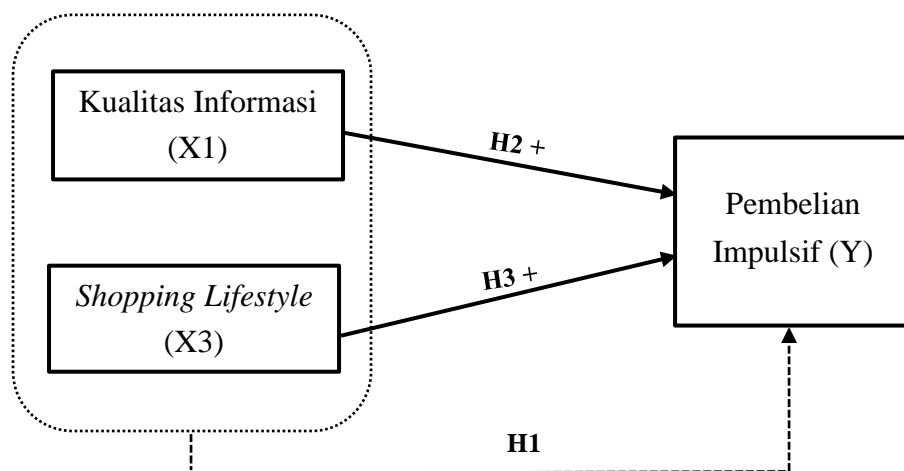 Kualitas Informasi
(X1)
H2 +
Pembelian
Impulsif (Y)
Shopping Lifestyle
(X3)
H3 +
H1